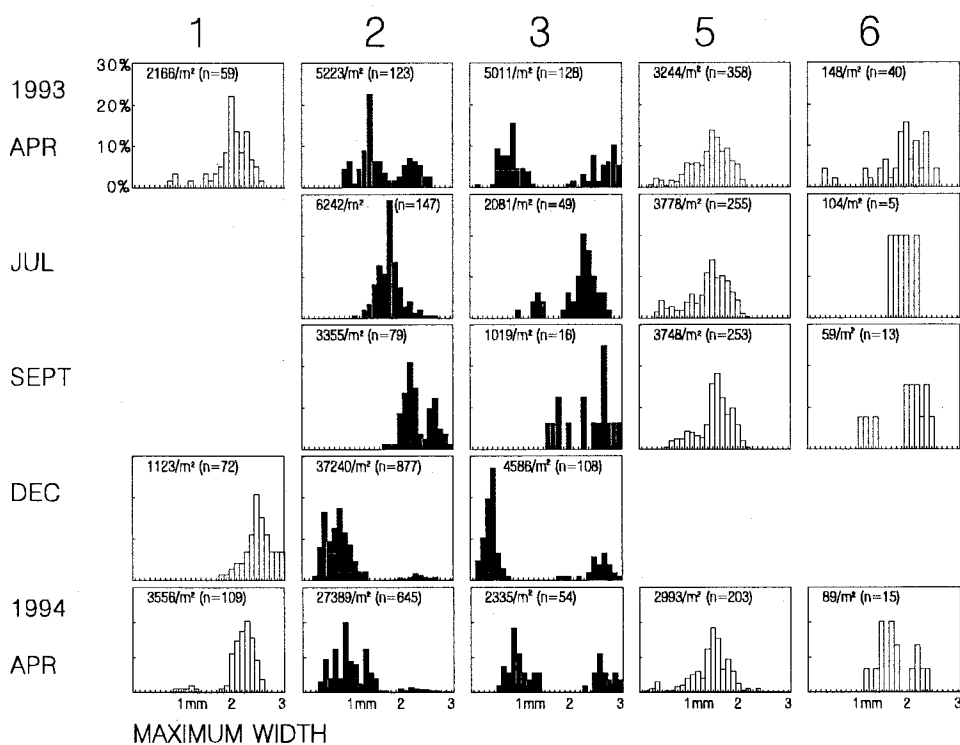 1 2 3 5 6
1993
APR
30%
20%
10%
0%
2166/m² (n=59)
5223/m² (n=123)
5011/m² (n=128)
3244/m² (n=358)
148/m² (n=40)
JUL
6242/m² (n=147)
2081/m² (n=49)
3778/m² (n=255)
104/m² (n=5)
SEPT
3355/m² (n=79)
1019/m² (n=16)
3748/m² (n=253)
59/m² (n=13)
DEC
1123/m² (n=72)
37240/m² (n=877)
4586/m² (n=108)
1994
APR
3556/m² (n=109)
27389/m² (n=645)
2335/m² (n=54)
2993/m² (n=203)
89/m² (n=15)
1mm 2 3 1mm 2 3 1mm 2 3 1mm 2 3 1mm 2 3
MAXIMUM WIDTH